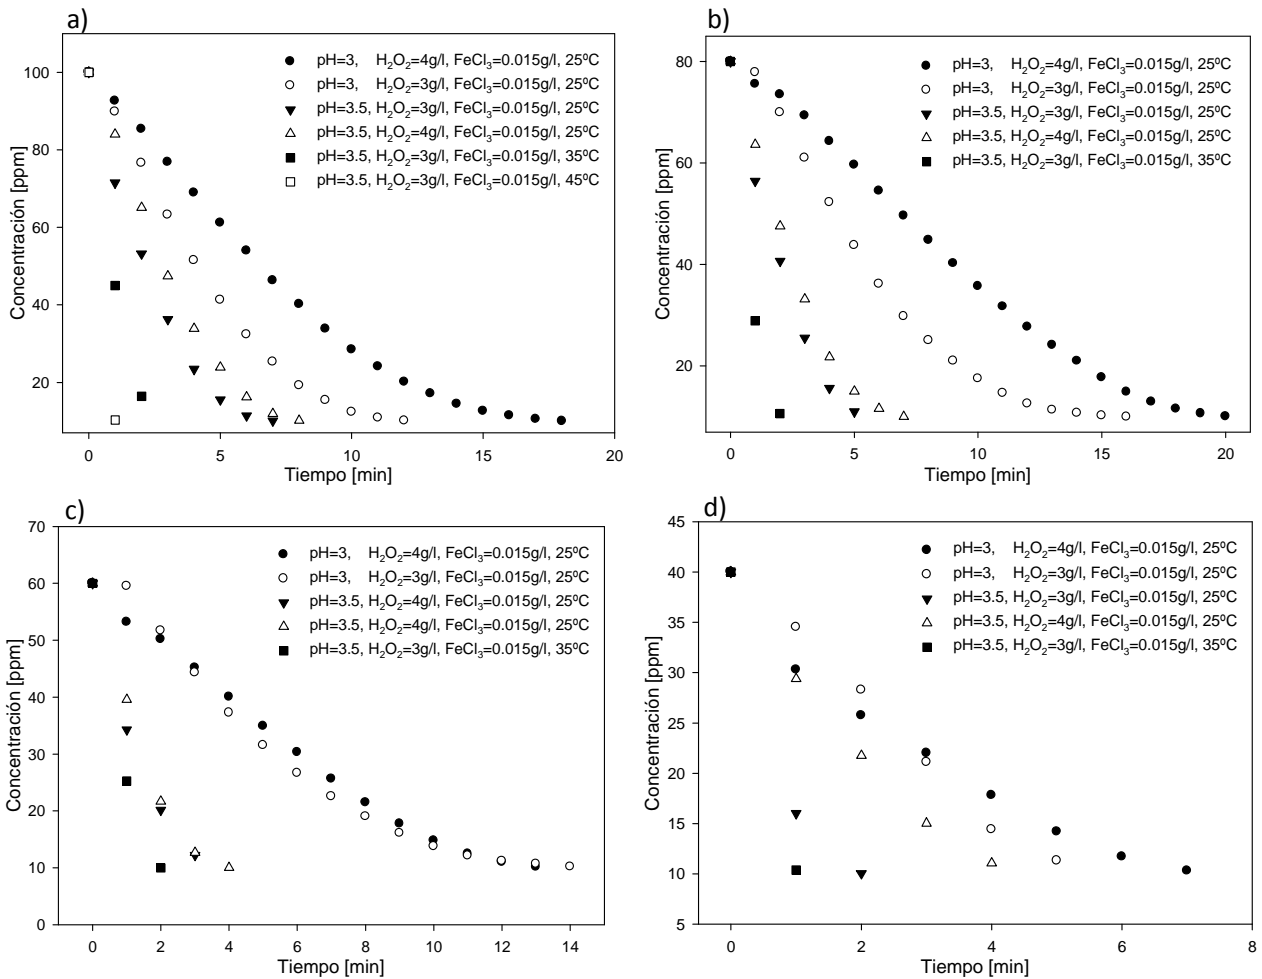 a)
pH=3, H₂O₂=4g/l, FeCl₃=0.015g/l, 25ºC
pH=3, H₂O₂=3g/l, FeCl₃=0.015g/l, 25ºC
pH=3.5, H₂O₂=3g/l, FeCl₃=0.015g/l, 25ºC
pH=3.5, H₂O₂=4g/l, FeCl₃=0.015g/l, 25ºC
pH=3.5, H₂O₂=3g/l, FeCl₃=0.015g/l, 35ºC
pH=3.5, H₂O₂=3g/l, FeCl₃=0.015g/l, 45ºC
Concentración [ppm]
100
80
60
40
20
0 5 10 15 20
Tiempo [min]
b)
pH=3, H₂O₂=4g/l, FeCl₃=0.015g/l, 25ºC
pH=3, H₂O₂=3g/l, FeCl₃=0.015g/l, 25ºC
pH=3.5, H₂O₂=3g/l, FeCl₃=0.015g/l, 25ºC
pH=3.5, H₂O₂=4g/l, FeCl₃=0.015g/l, 25ºC
pH=3.5, H₂O₂=3g/l, FeCl₃=0.015g/l, 35ºC
Concentración [ppm]
80
60
40
20
0 5 10 15 20
Tiempo [min]
c)
pH=3, H₂O₂=4g/l, FeCl₃=0.015g/l, 25ºC
pH=3, H₂O₂=3g/l, FeCl₃=0.015g/l, 25ºC
pH=3.5, H₂O₂=4g/l, FeCl₃=0.015g/l, 25ºC
pH=3.5, H₂O₂=4g/l, FeCl₃=0.015g/l, 25ºC
pH=3.5, H₂O₂=3g/l, FeCl₃=0.015g/l, 35ºC
Concentración [ppm]
70
60
50
40
30
20
10
0
0 2 4 6 8 10 12 14
Tiempo [min]
d)
pH=3, H₂O₂=4g/l, FeCl₃=0.015g/l, 25ºC
pH=3, H₂O₂=3g/l, FeCl₃=0.015g/l, 25ºC
pH=3.5, H₂O₂=3g/l, FeCl₃=0.015g/l, 25ºC
pH=3.5, H₂O₂=4g/l, FeCl₃=0.015g/l, 25ºC
pH=3.5, H₂O₂=3g/l, FeCl₃=0.015g/l, 35ºC
Concentración [ppm]
45
40
35
30
25
20
15
10
5
0 2 4 6 8
Tiempo [min]